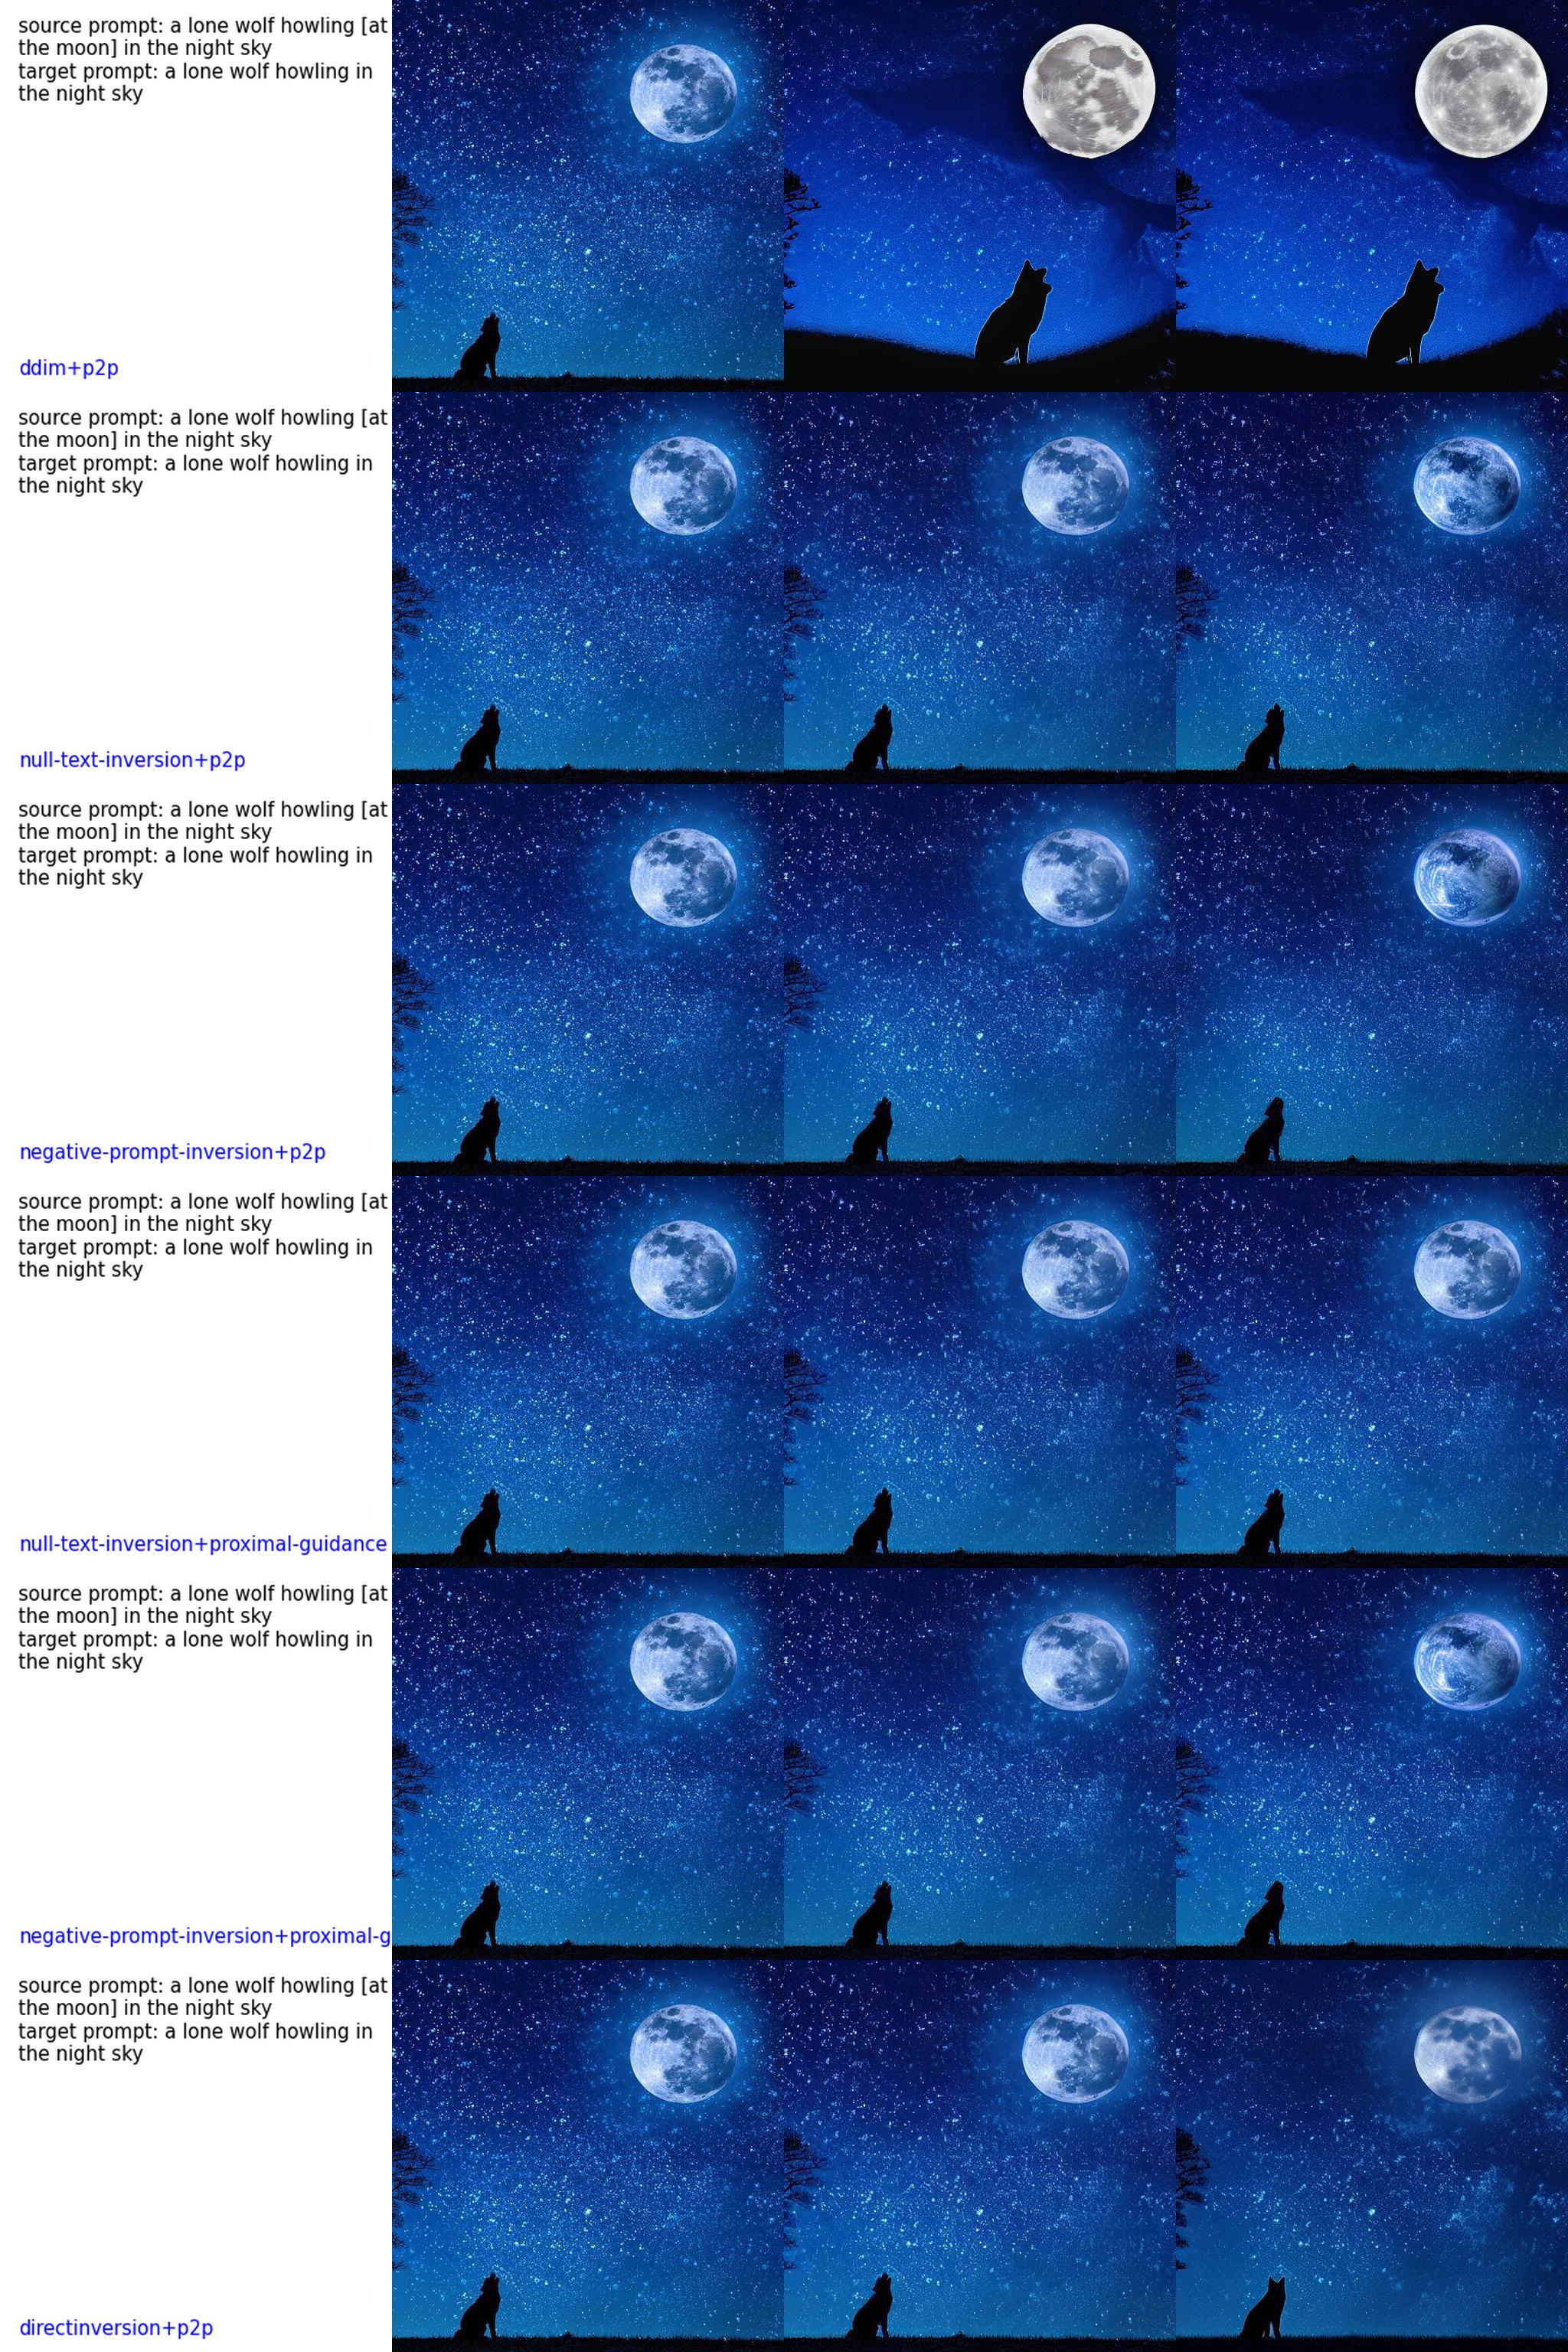 source prompt: a lone wolf howling [at
the moon] in the night sky
target prompt: a lone wolf howling in
the night sky
ddim+p2p
source prompt: a lone wolf howling [at
the moon] in the night sky
target prompt: a lone wolf howling in
the night sky
null-text-inversion+p2p
source prompt: a lone wolf howling [at
the moon] in the night sky
target prompt: a lone wolf howling in
the night sky
negative-prompt-inversion+p2p
source prompt: a lone wolf howling [at
the moon] in the night sky
target prompt: a lone wolf howling in
the night sky
null-text-inversion+proximal-guidance
source prompt: a lone wolf howling [at
the moon] in the night sky
target prompt: a lone wolf howling in
the night sky
negative-prompt-inversion+proximal-g
source prompt: a lone wolf howling [at
the moon] in the night sky
target prompt: a lone wolf howling in
the night sky
directinversion+p2p